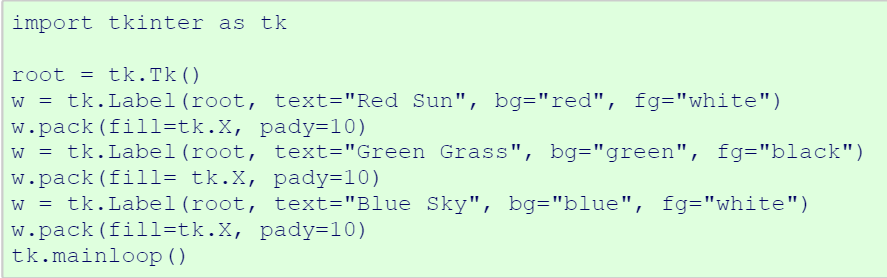 import tkinter as tk
root = tk.Tk()
w = tk.Label(root, text="Red Sun", bg="red", fg="white")
w.pack(fill=tk.X, pady=10)
w = tk.Label(root, text="Green Grass", bg="green", fg="black")
w.pack(fill= tk.X, pady=10)
w = tk.Label(root, text="Blue Sky", bg="blue", fg="white")
w.pack(fill=tk.X, pady=10)
tk.mainloop()